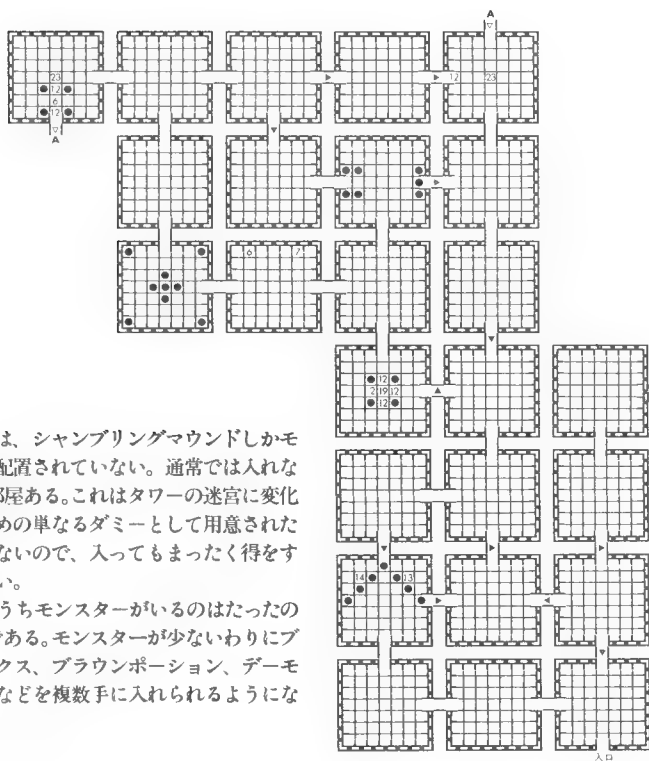 A
23
12
6
12
A
12 23
6 7
12
2 19 12
12
14 13
入口
は、シャンブリングマウンドしかモ
配置されていない。通常では入れな
部屋ある。これはタワーの迷宮に変化
めの単なるダミーとして用意された
ないので、入ってもまったく得をす
い。
うちモンスターがいるのはたったの
である。モンスターが少ないわりにブ
クス、ブラウンポーション、デーモ
などを複数手に入れられるようにな